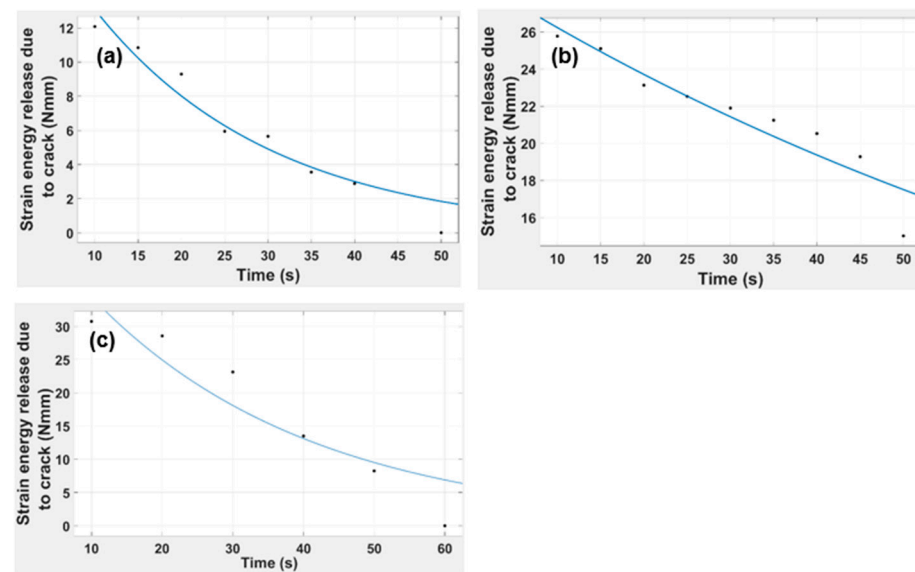 (a)
Strain energy release due
to crack (Nmm)
12
10
8
6
4
2
0
10 15 20 25 30 35 40 45 50
Time (s)
(b)
Strain energy release due
to crack (Nmm)
26
24
22
20
18
16
10 15 20 25 30 35 40 45 50
Time (s)
(c)
Strain energy release due
to crack (Nmm)
30
25
20
15
10
5
0
10 20 30 40 50 60
Time (s)